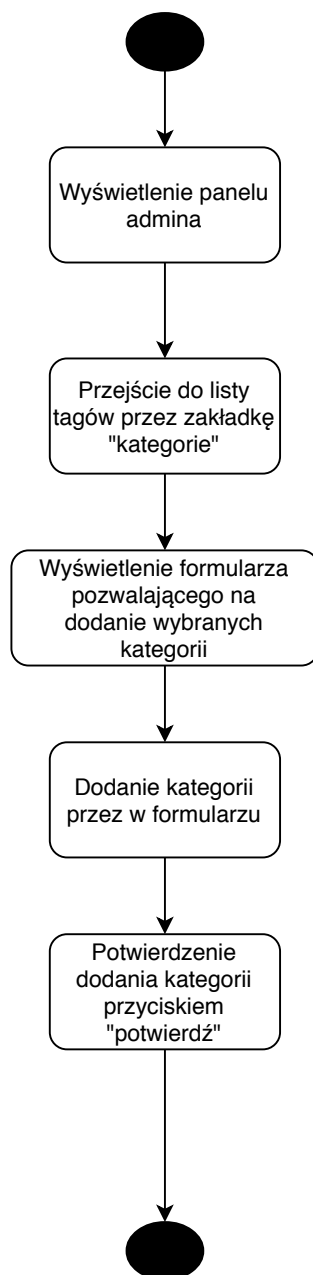 Wyświetlenie panelu
admina
Przejście do listy
tagów przez zakładkę
"kategorie"
Wyświetlenie formularza
pozwalającego na
dodanie wybranych
kategorii
Dodanie kategorii
przez w formularzu
Potwierdzenie
dodania kategorii
przyciskiem
"potwierdź"